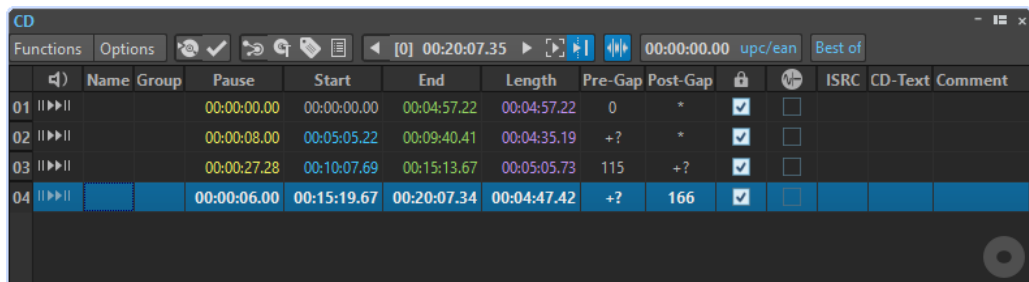 CD
Functions Options [0] 00:20:07.35 00:00:00.00 upc/ean Best of
Name Group Pause Start End Length Pre-Gap Post-Gap ISRC CD-Text Comment
01 00:00:00.00 00:00:00.00 00:04:57.22 00:04:57.22 0 *
02 00:00:08.00 00:05:05.22 00:09:40.41 00:04:35.19 +? *
03 00:00:27.28 00:10:07.69 00:15:13.67 00:05:05.73 115 +?
04 00:00:06.00 00:15:19.67 00:20:07.34 00:04:47.42 +? 166